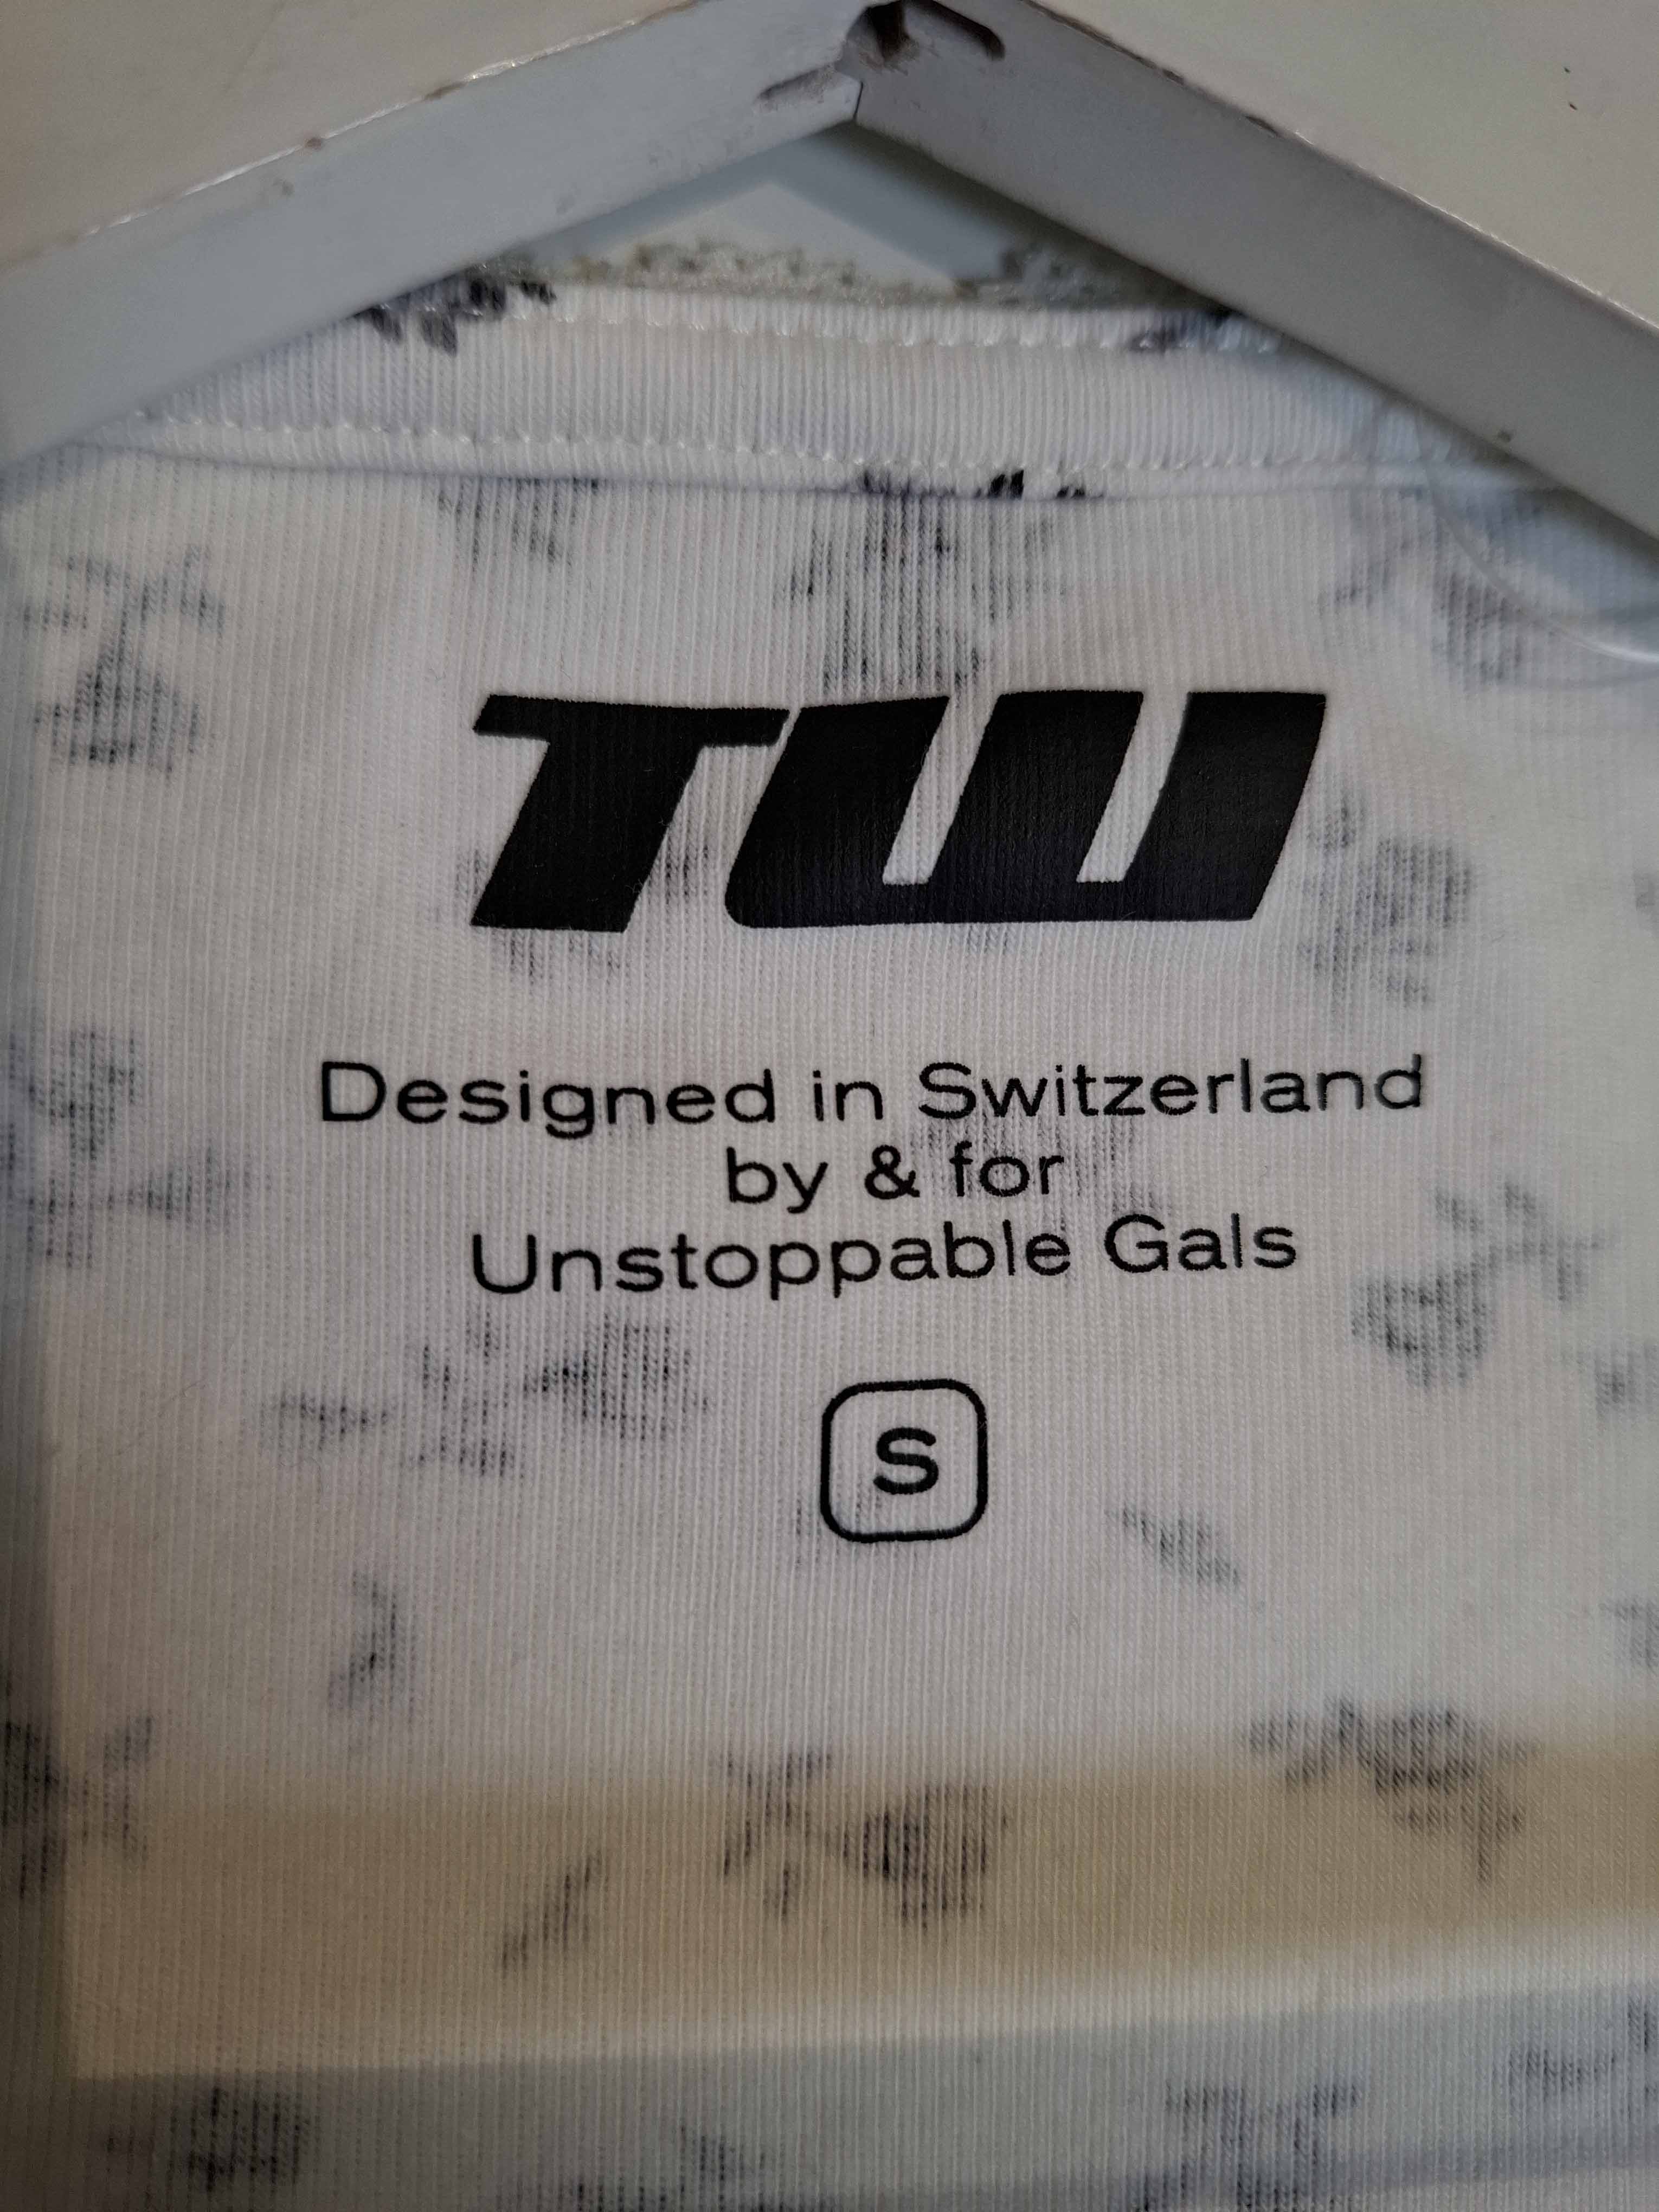 TW
Designed in Switzerland
by & for
Unstoppable Gals
S